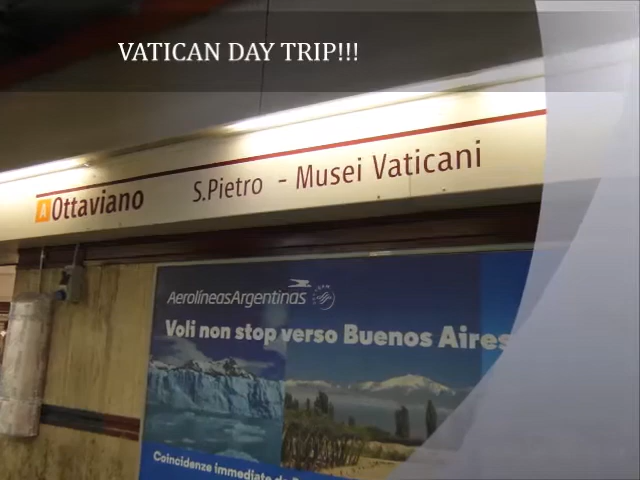 VATICAN DAY TRIP!!!
A Ottaviano S.Pietro - Musei Vaticani
AerolíneasArgentinas
Voli non stop verso Buenos Aires
Coincidenze immediate